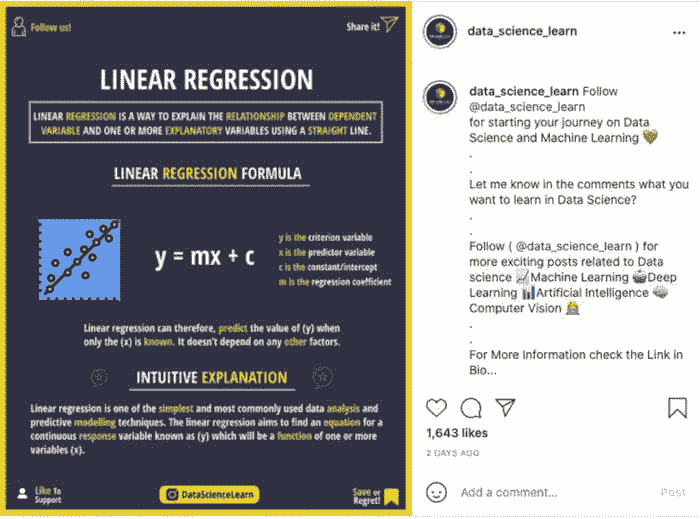 Follow us!
Share it!
LINEAR REGRESSION
LINEAR REGRESSION IS A WAY TO EXPLAIN THE RELATIONSHIP BETWEEN DEPENDENT
VARIABLE AND ONE OR MORE EXPLANATORY VARIABLES USING A STRAIGHT LINE.
LINEAR REGRESSION FORMULA
y = mx + c
y is the criterion variable
x is the predictor variable
c is the constant/intercept
m is the regression coefficient
Linear regression can therefore, predict the value of (y) when
only the (x) is known. It doesn't depend on any other factors.
INTUITIVE EXPLANATION
Linear regression is one of the simplest and most commonly used data analysis and
predictive modelling techniques. The linear regression aims to find an equation for a
continuous response variable known as (y) which will be a function of one or more
variables (x).
Like To
Support
DataScienceLearn
Save or
Regret!
data_science_learn
data_science_learn Follow
@data_science_learn
for starting your journey on Data
Science and Machine Learning
.
.
Let me know in the comments what you
want to learn in Data Science?
.
.
Follow ( @data_science_learn ) for
more exciting posts related to Data
science 📈Machine Learning 🤖Deep
Learning 📊Artificial Intelligence
Computer Vision
.
.
For More Information check the Link in
Bio...
1,643 likes
2 DAYS AGO
Add a comment...
Post